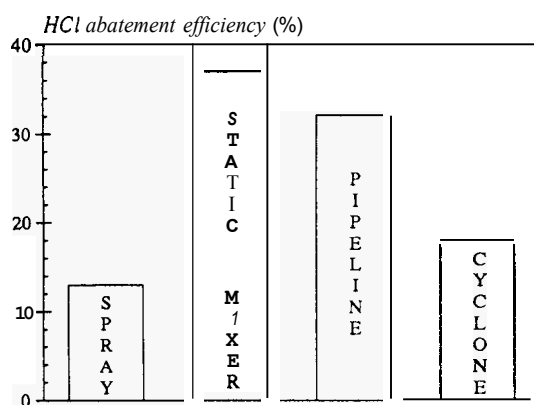 HCl abatement efficiency (%)
40
30
20
10
0
SPRAY
STATIC MIXER
PIPELINE
CYCLONE